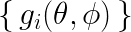 { g_i(θ, ϕ) }